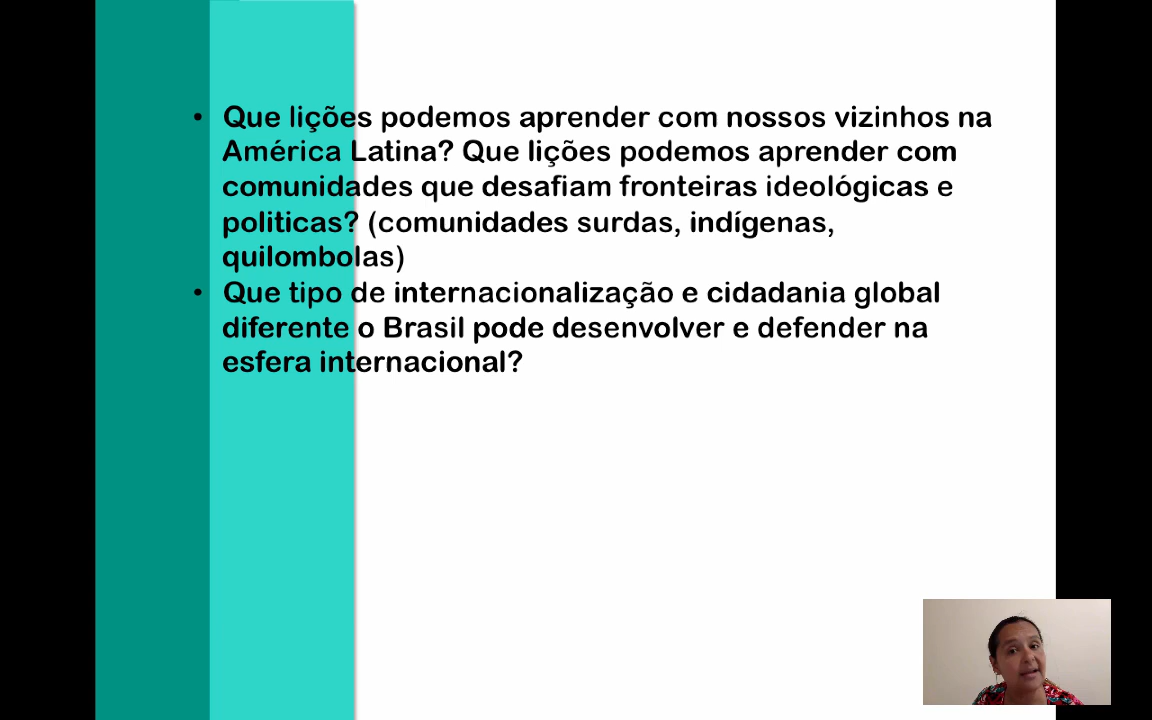 • Que lições podemos aprender com nossos vizinhos na
América Latina? Que lições podemos aprender com
comunidades que desafiam fronteiras ideológicas e
politicas? (comunidades surdas, indígenas,
quilombolas)
• Que tipo de internacionalização e cidadania global
diferente o Brasil pode desenvolver e defender na
esfera internacional?